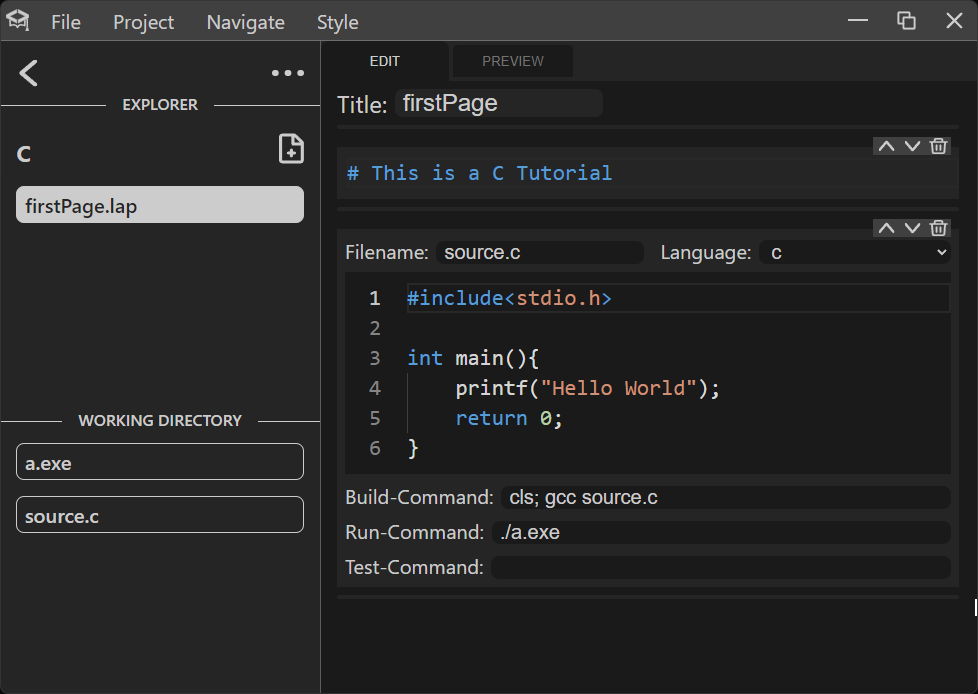 File Project Navigate Style
EDIT PREVIEW
EXPLORER
Title: firstPage
C
# This is a C Tutorial
firstPage.lap
Filename: source.c Language: c
1 #include<stdio.h>
2
3 int main(){
4 printf("Hello World");
5 return 0;
6 }
WORKING DIRECTORY
a.exe
source.c
Build-Command: cls; gcc source.c
Run-Command: ./a.exe
Test-Command: